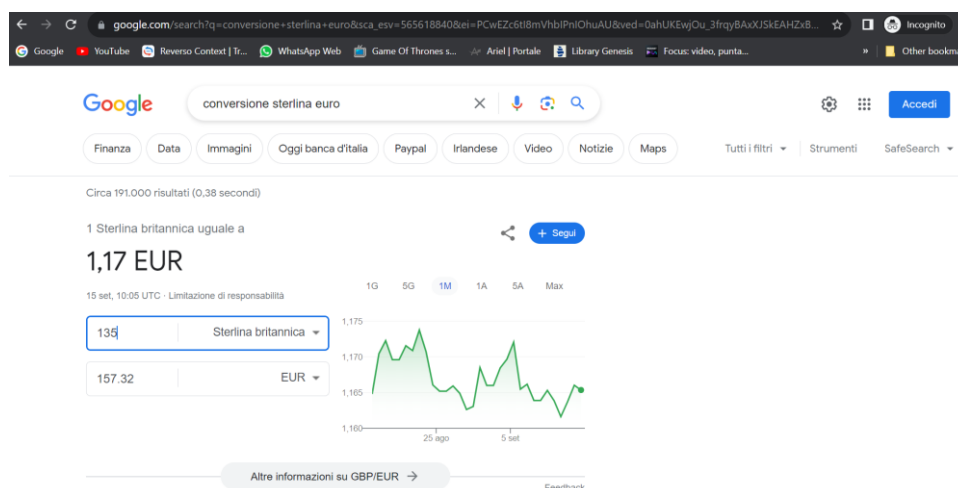 google.com/search?q=conversione+sterlina+euro&sca_esv=565618840&ei=PCwEZc6tI8mVhbIPnIOhuAU&ved=0ahUKEwjOu_3frqyBAxXJSkEAHZxB...
Incognito
Google YouTube Reverso Context | Tr... WhatsApp Web Game Of Thrones s... Ariel | Portale Library Genesis Focus: video, punta... » Other bookma
Google
conversione sterlina euro
Accedi
Finanza Data Immagini Oggi banca d'italia Paypal Irlandese Video Notizie Maps Tutti i filtri Strumenti SafeSearch
Circa 191.000 risultati (0,38 secondi)
1 Sterlina britannica uguale a
+ Segui
1,17 EUR
15 set, 10:05 UTC · Limitazione di responsabilità
1G 5G 1M 1A 5A Max
135 Sterlina britannica
157.32 EUR
1,175
1,170
1,165
1,160
25 ago 5 set
Altre informazioni su GBP/EUR →
Feedback